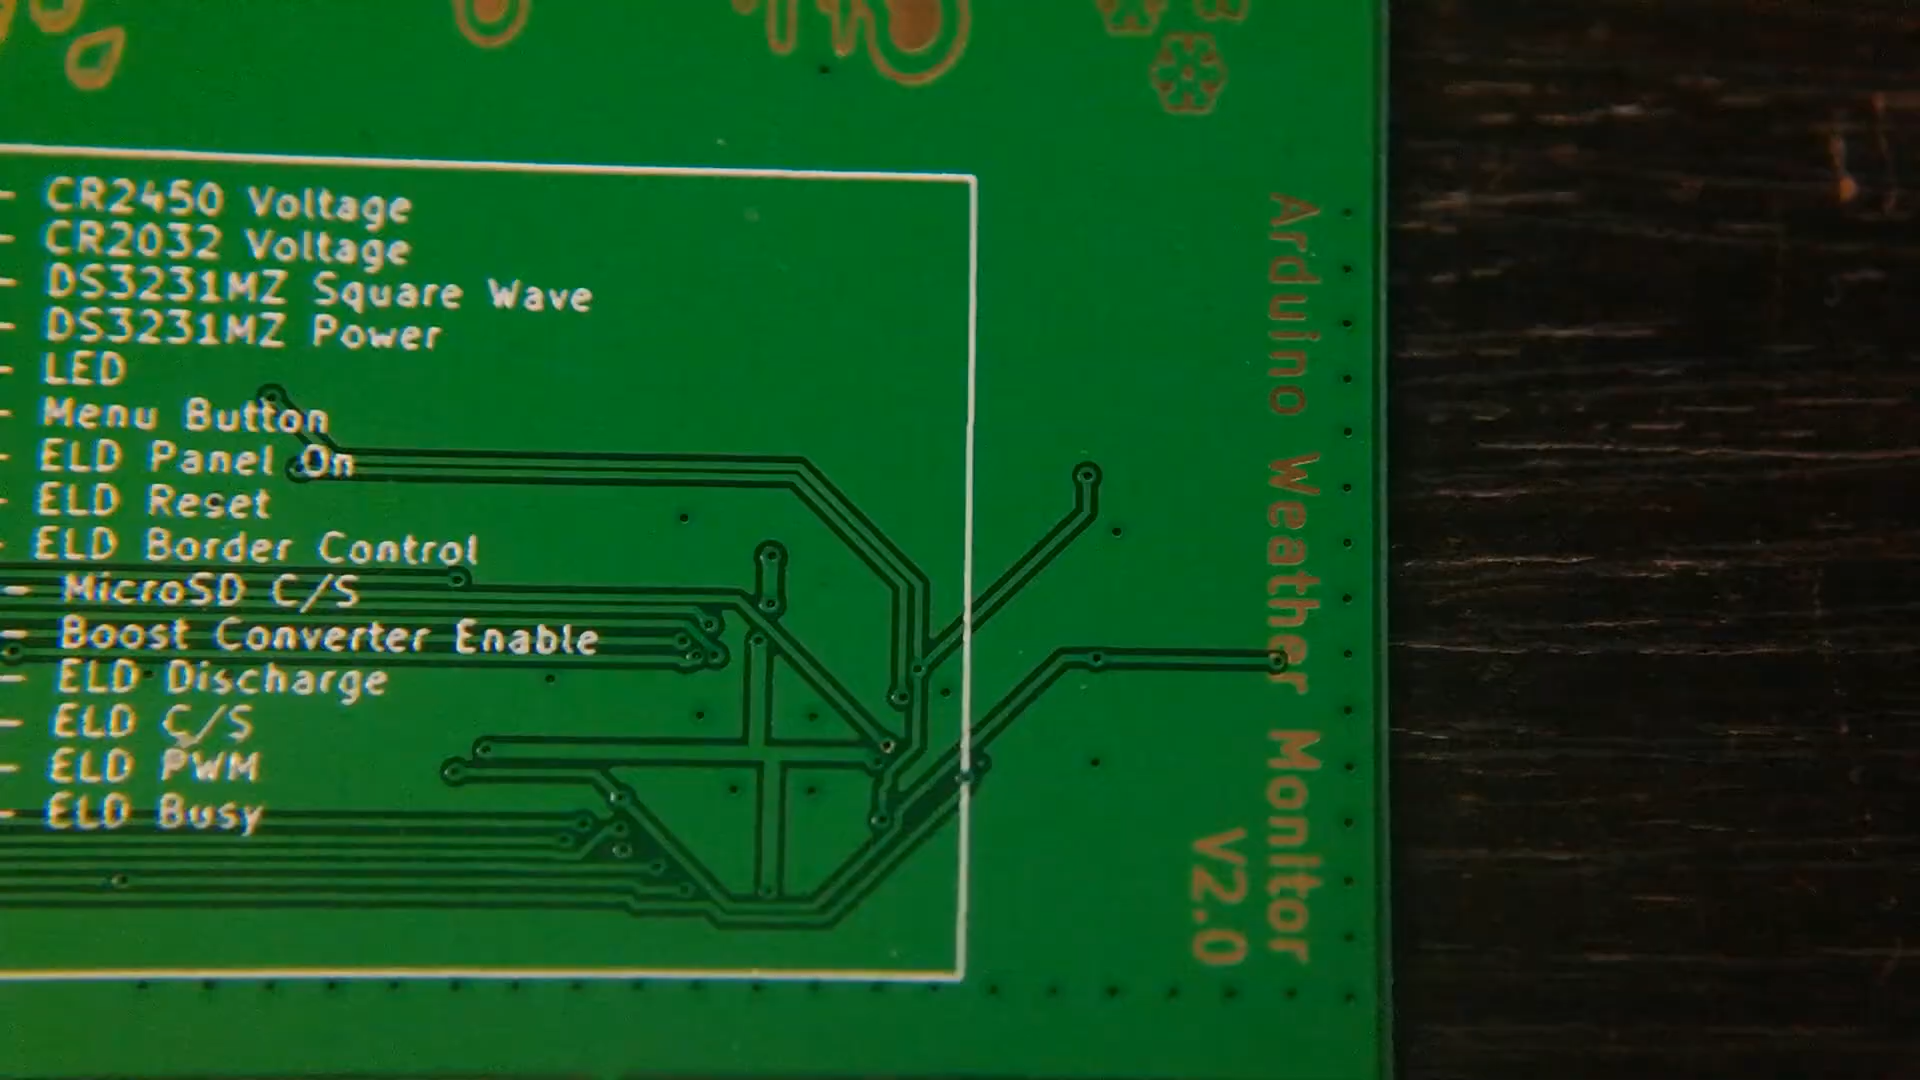 - CR2450 Voltage
- CR2032 Voltage
- DS3231MZ Square Wave
- DS3231MZ Power
- LED
- Menu Button
- ELD Panel On
- ELD Reset
- ELD Border Control
- MicroSD C/S
- Boost Converter Enable
- ELD Discharge
- ELD C/S
- ELD PWM
- ELD Busy
Arduino Weather Monitor
V2.0